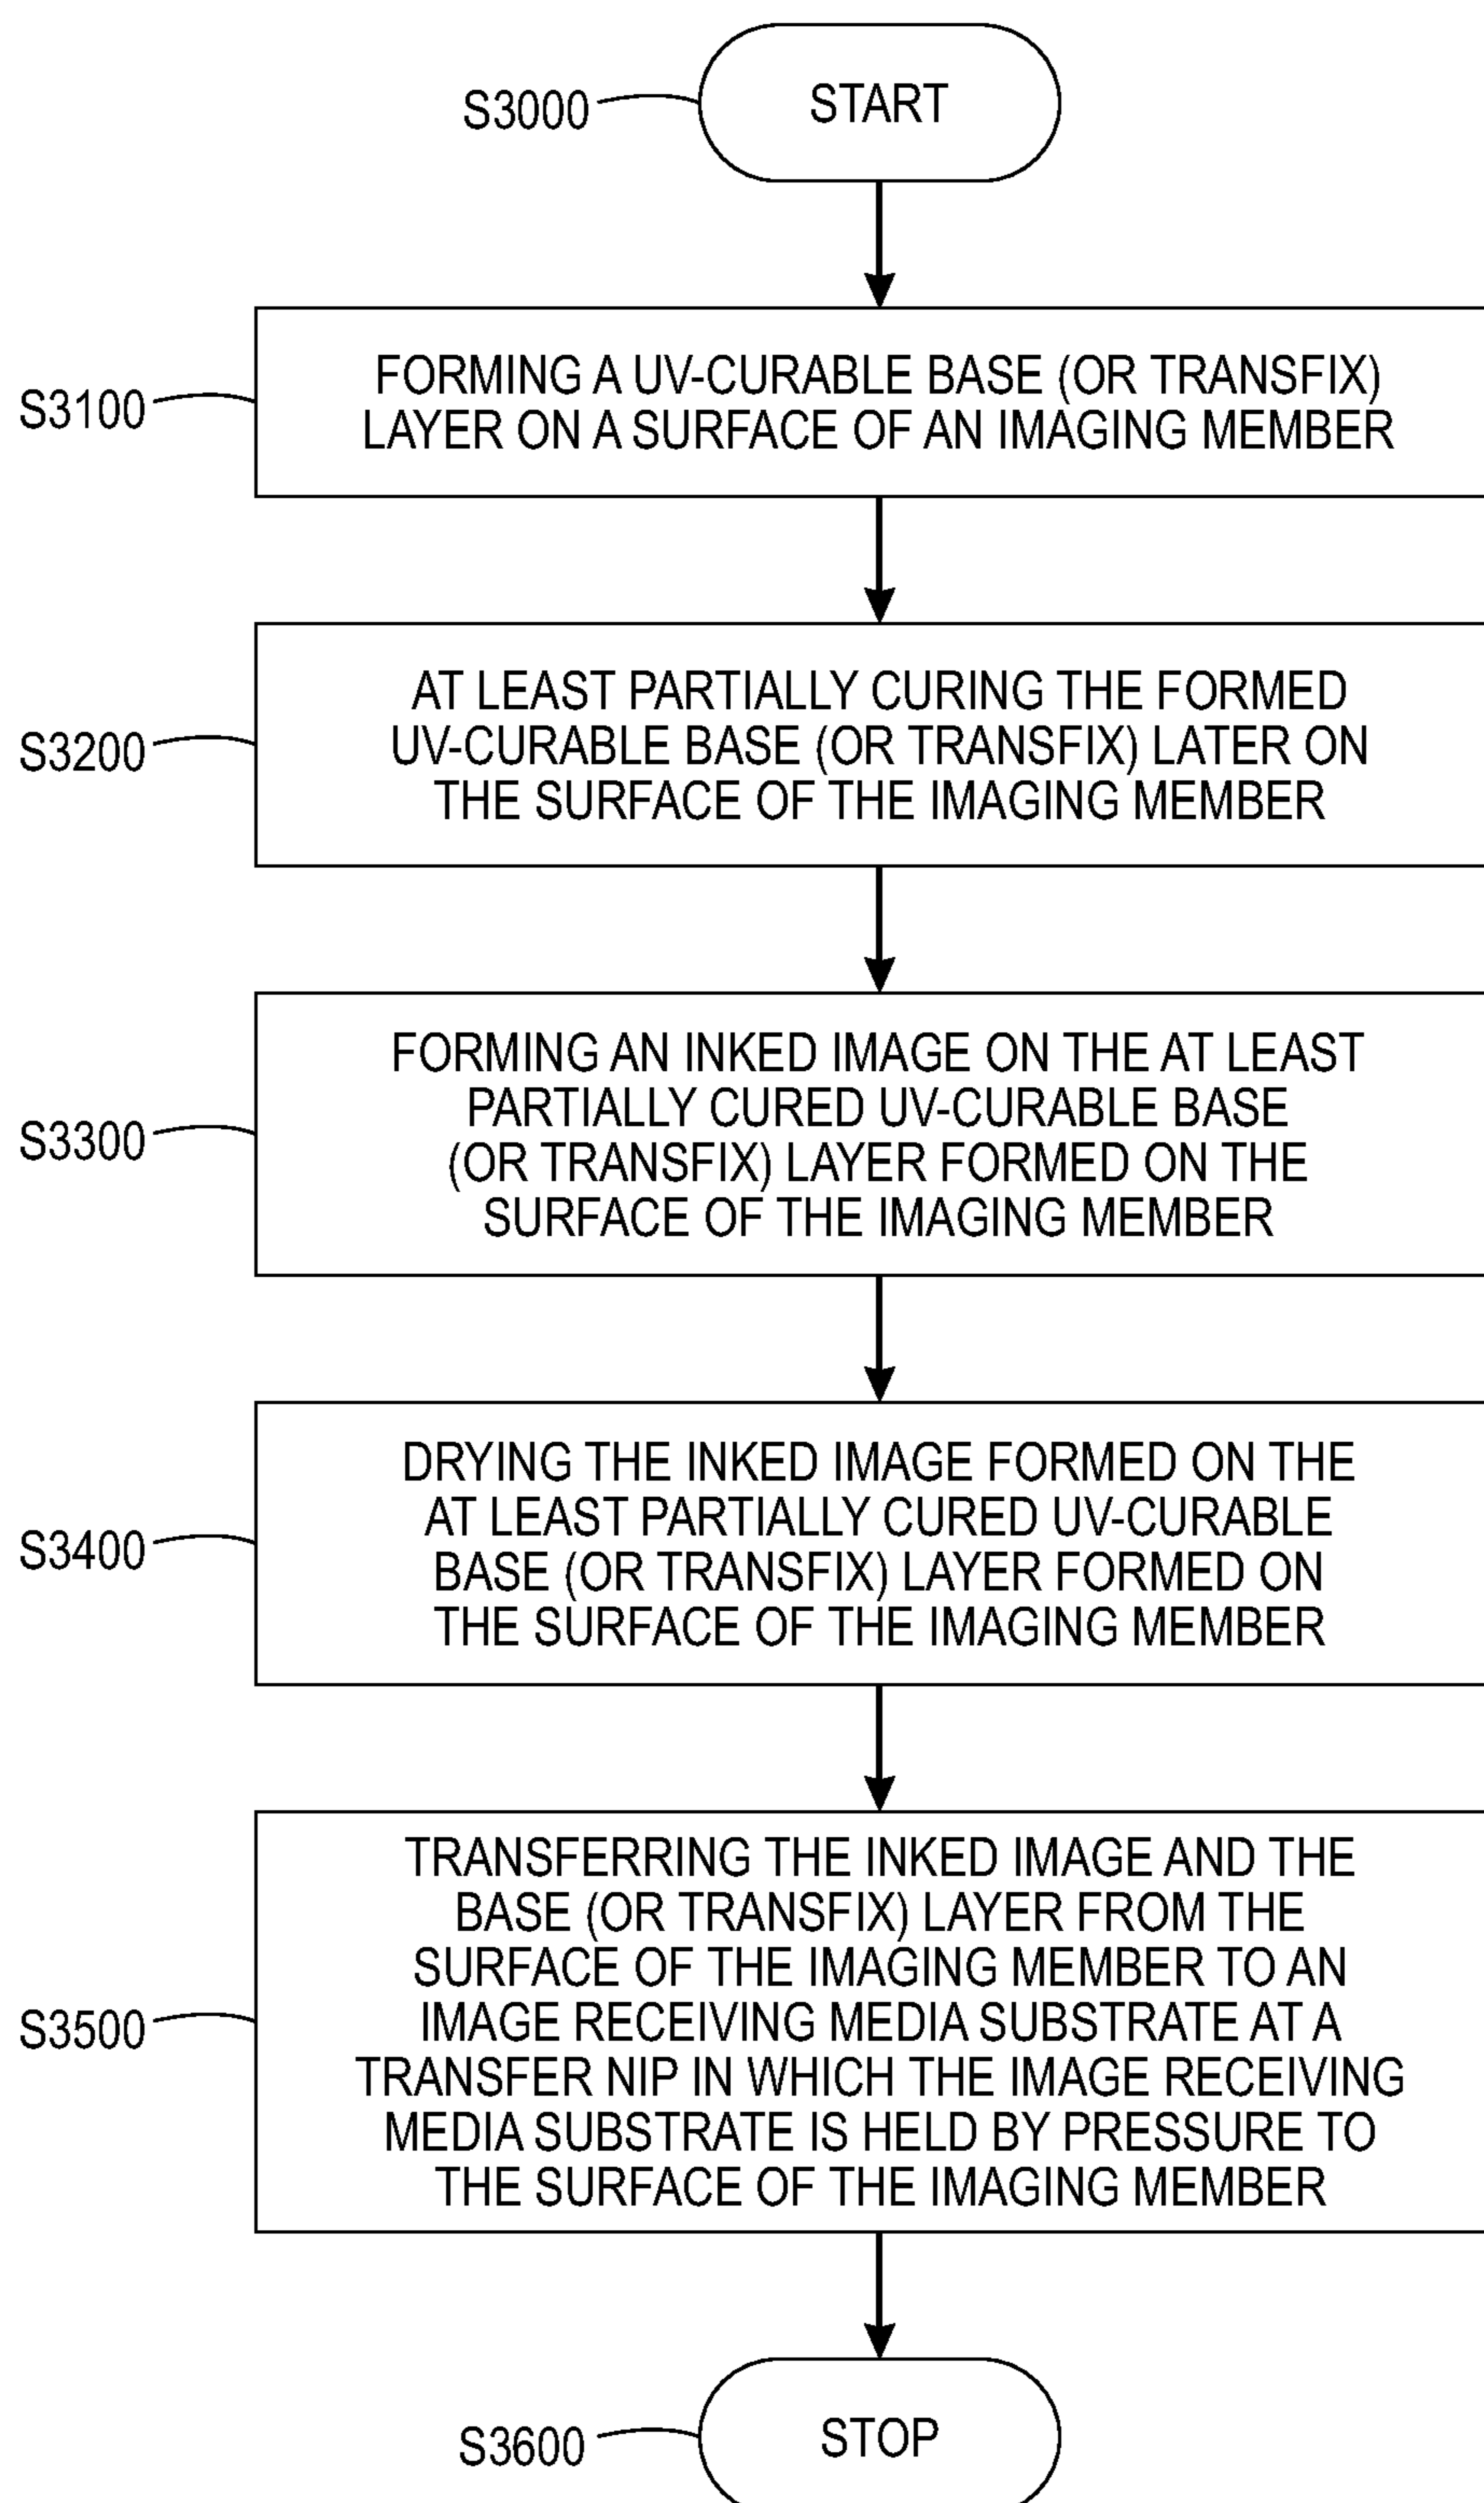 S3000
START
S3100
FORMING A UV-CURABLE BASE (OR TRANSFIX)
LAYER ON A SURFACE OF AN IMAGING MEMBER
S3200
AT LEAST PARTIALLY CURING THE FORMED
UV-CURABLE BASE (OR TRANSFIX) LATER ON
THE SURFACE OF THE IMAGING MEMBER
S3300
FORMING AN INKED IMAGE ON THE AT LEAST
PARTIALLY CURED UV-CURABLE BASE
(OR TRANSFIX) LAYER FORMED ON THE
SURFACE OF THE IMAGING MEMBER
S3400
DRYING THE INKED IMAGE FORMED ON THE
AT LEAST PARTIALLY CURED UV-CURABLE
BASE (OR TRANSFIX) LAYER FORMED ON
THE SURFACE OF THE IMAGING MEMBER
S3500
TRANSFERRING THE INKED IMAGE AND THE
BASE (OR TRANSFIX) LAYER FROM THE
SURFACE OF THE IMAGING MEMBER TO AN
IMAGE RECEIVING MEDIA SUBSTRATE AT A
TRANSFER NIP IN WHICH THE IMAGE RECEIVING
MEDIA SUBSTRATE IS HELD BY PRESSURE TO
THE SURFACE OF THE IMAGING MEMBER
S3600
STOP